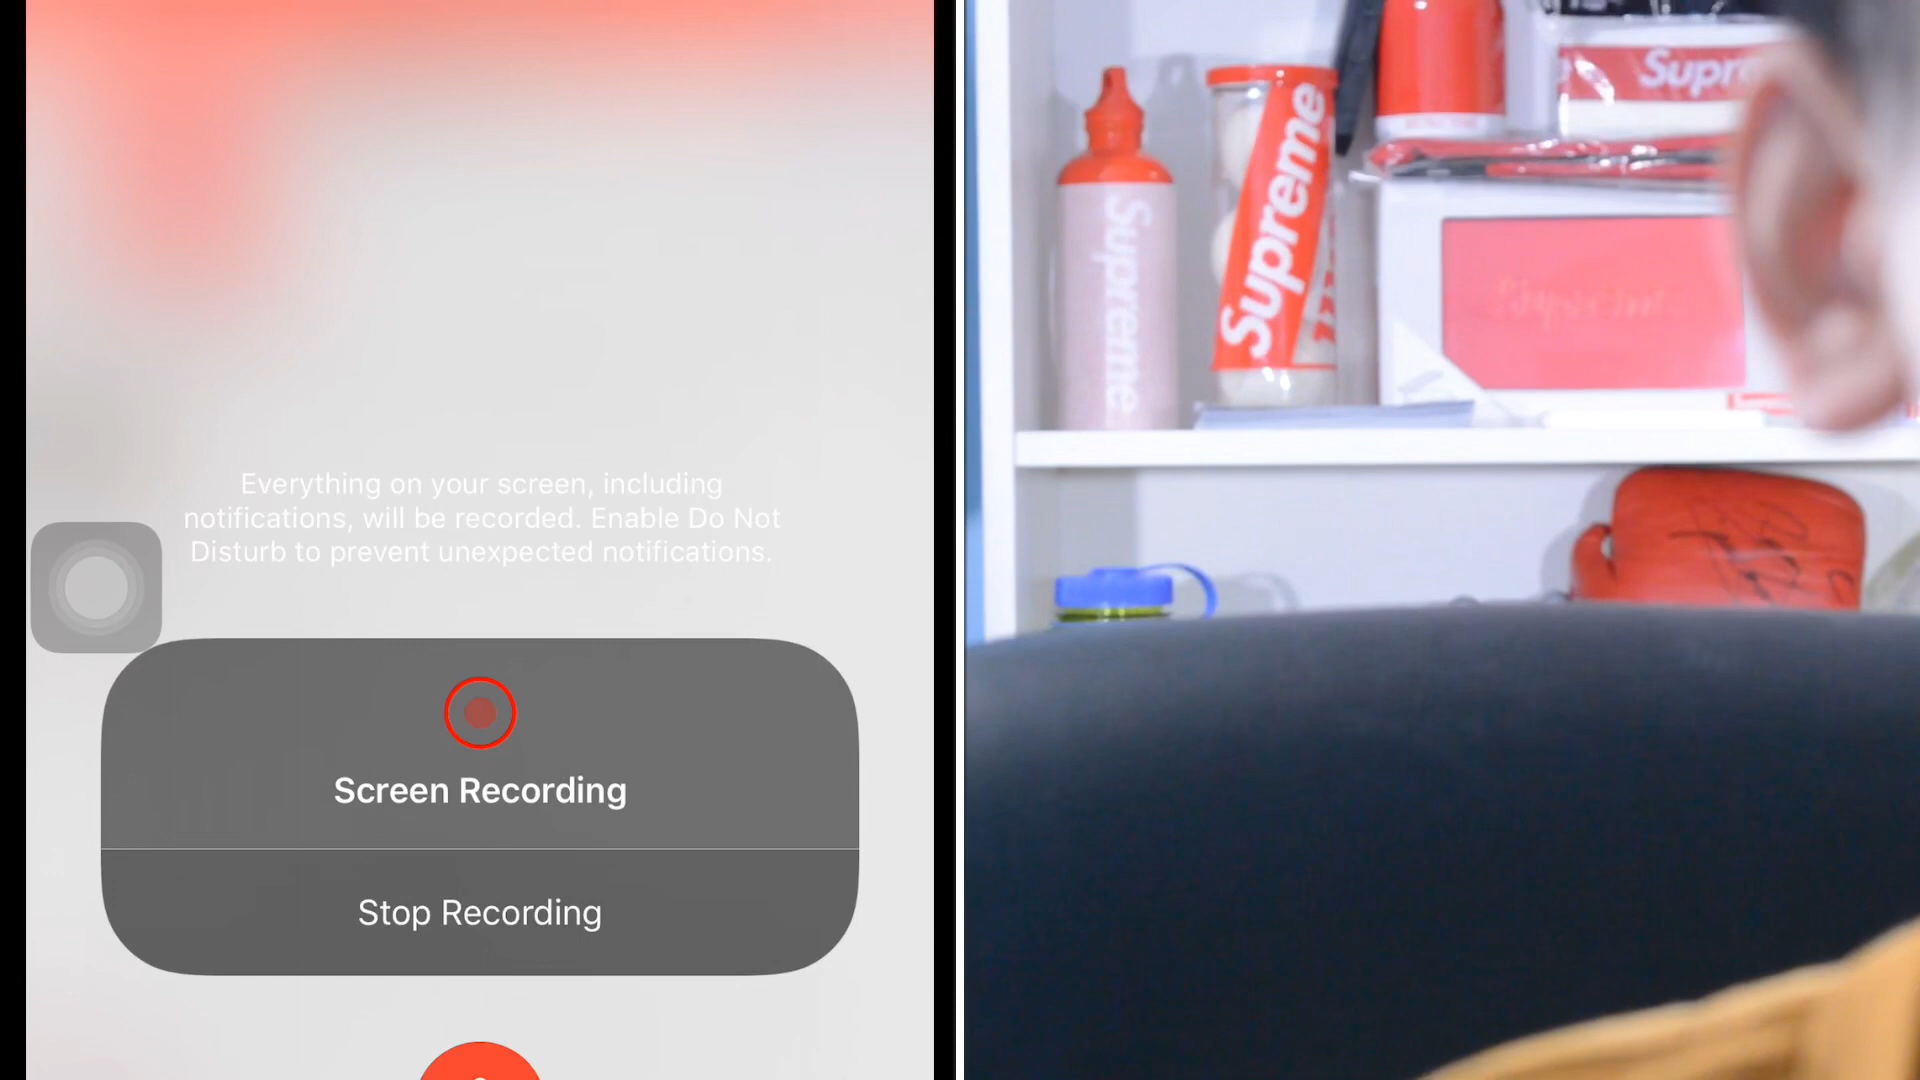 Everything on your screen, including
notifications, will be recorded. Enable Do Not
Disturb to prevent unexpected notifications.
Screen Recording
Stop Recording
Supreme
Supreme
Supreme